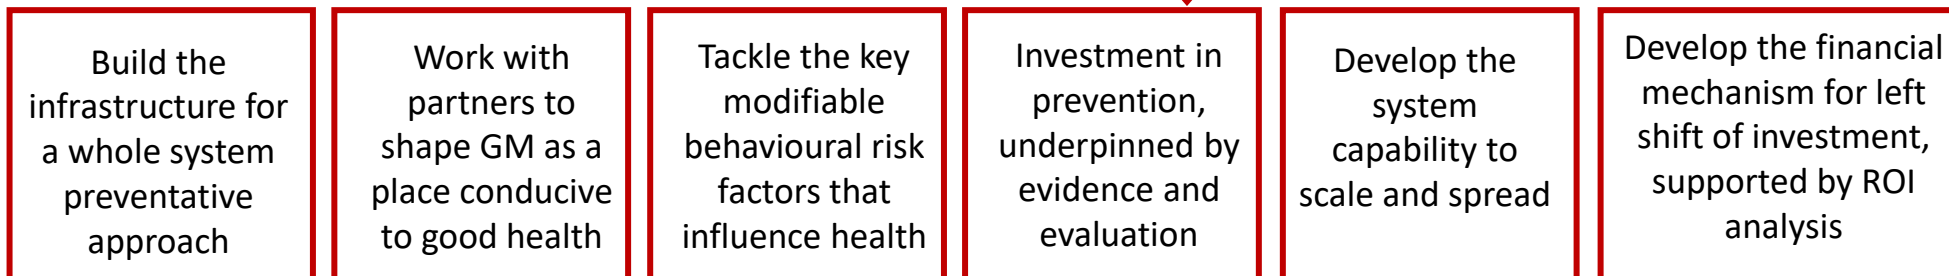 Build the
infrastructure for
a whole system
preventative
approach
Work with
partners to
shape GM as a
place conducive
to good health
Tackle the key
modifiable
behavioural risk
factors that
influence health
Investment in
prevention,
underpinned by
evidence and
evaluation
Develop the
system
capability to
scale and spread
Develop the financial
mechanism for left
shift of investment,
supported by ROI
analysis